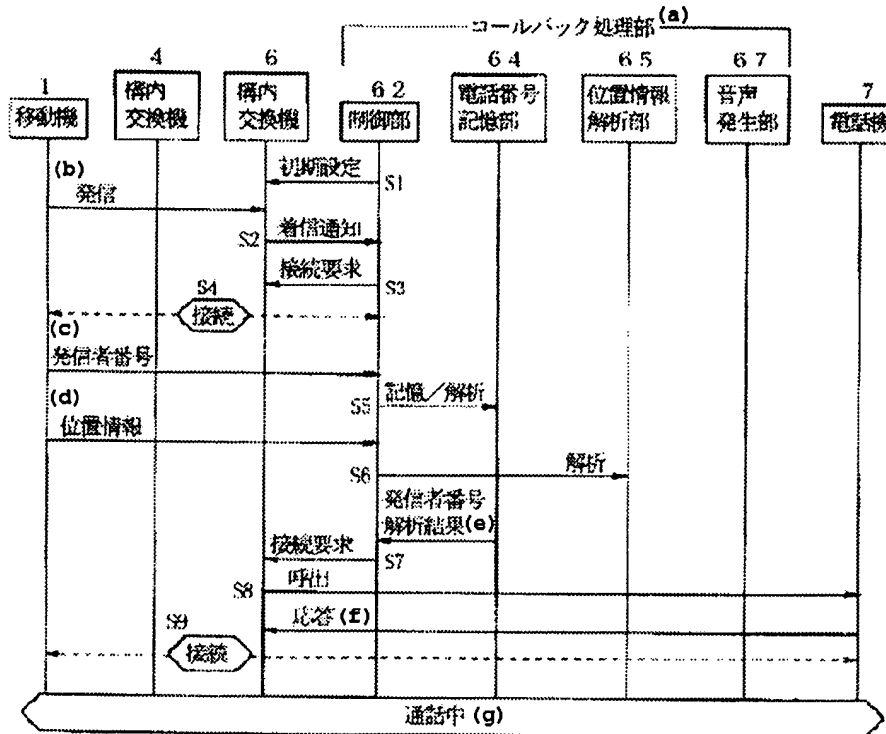 コールバック処理部(a)
1
移動機
4
構内
交換機
6
構内
交換機
62
制御部
64
電話番号
記憶部
65
位置情報
解析部
67
音声
発生部
7
電話機
初期設定
S1
(b)
発信
S2
着信通知
接続要求
S3
S4
接続
(c)
発信者番号
S5
記憶／解析
(d)
位置情報
S6
解析
発信者番号
解析結果(e)
接続要求
S7
S8
呼出
応答(f)
S9
接続
通話中(g)